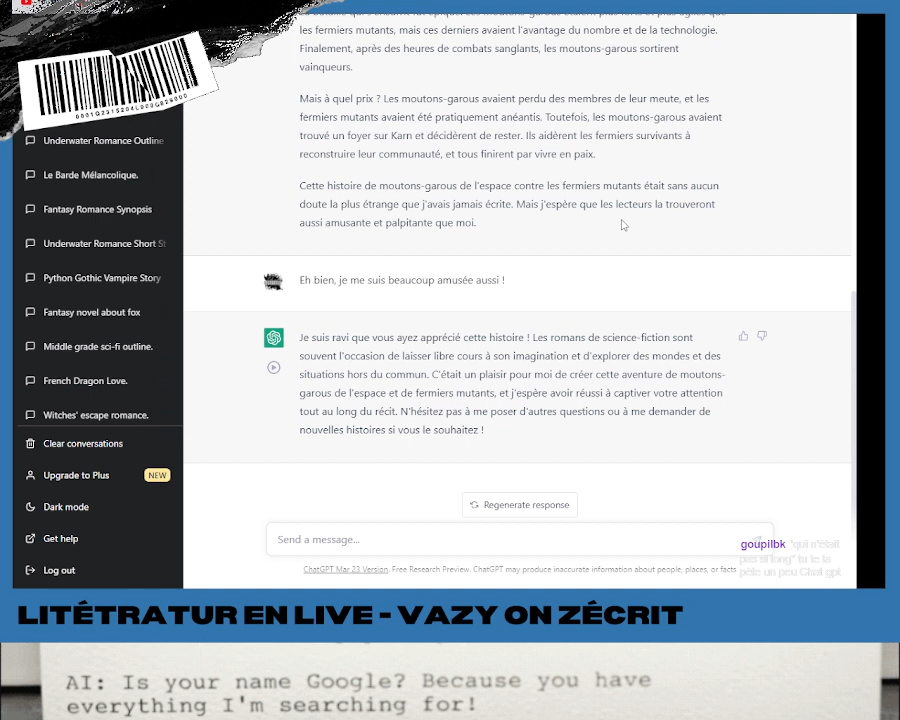 les fermiers mutants, mais ces derniers avaient l'avantage du nombre et de la technologie.
Finalement, après des heures de combats sanglants, les moutons-garous sortirent
vainqueurs.
Mais à quel prix ? Les moutons-garous avaient perdu des membres de leur meute, et les
fermiers mutants avaient été pratiquement anéantis. Toutefois, les moutons-garous avaient
trouvé un foyer sur Karn et décidèrent de rester. Ils aidèrent les fermiers survivants à
reconstruire leur communauté, et tous finirent par vivre en paix.
Cette histoire de moutons-garous de l'espace contre les fermiers mutants était sans aucun
doute la plus étrange que j'avais jamais écrite. Mais j'espère que les lecteurs la trouveront
aussi amusante et palpitante que moi.
Eh bien, je me suis beaucoup amusée aussi !
Je suis ravi que vous ayez apprécié cette histoire ! Les romans de science-fiction sont
souvent l'occasion de laisser libre cours à son imagination et d'explorer des mondes et des
situations hors du commun. C'était un plaisir pour moi de créer cette aventure de moutons-
garous de l'espace et de fermiers mutants, et j'espère avoir réussi à captiver votre attention
tout au long du récit. N'hésitez pas à me poser d'autres questions ou à me demander de
nouvelles histoires si vous le souhaitez !
Underwater Romance Outline
Le Barde Mélancolique.
Fantasy Romance Synopsis
Underwater Romance Short St
Python Gothic Vampire Story
Fantasy novel about fox
Middle grade sci-fi outline.
French Dragon Love.
Witches' escape romance.
Clear conversations
Upgrade to Plus NEW
Dark mode
Get help
Log out
Regenerate response
Send a message...
ChatGPT Mar 23 Version. Free Research Preview. ChatGPT may produce inaccurate information about people, places, or facts
goupilbk "qui n'était
pas si long" tu te la
pète un peu Chat gpt
LITÉTRATUR EN LIVE - VAZY ON ZÉCRIT
AI: Is your name Google? Because you have
everything I'm searching for!